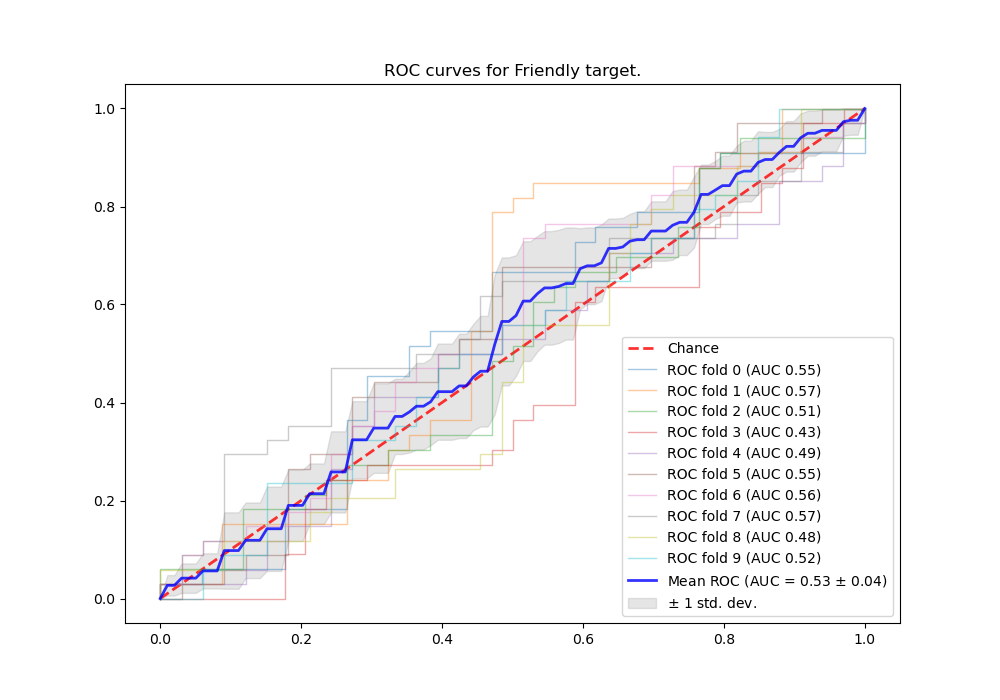 ROC curves for Friendly target.
1.0
0.8
0.6
0.4
0.2
0.0
0.0 0.2 0.4 0.6 0.8 1.0
Chance
ROC fold 0 (AUC 0.55)
ROC fold 1 (AUC 0.57)
ROC fold 2 (AUC 0.51)
ROC fold 3 (AUC 0.43)
ROC fold 4 (AUC 0.49)
ROC fold 5 (AUC 0.55)
ROC fold 6 (AUC 0.56)
ROC fold 7 (AUC 0.57)
ROC fold 8 (AUC 0.48)
ROC fold 9 (AUC 0.52)
Mean ROC (AUC = 0.53 ± 0.04)
± 1 std. dev.